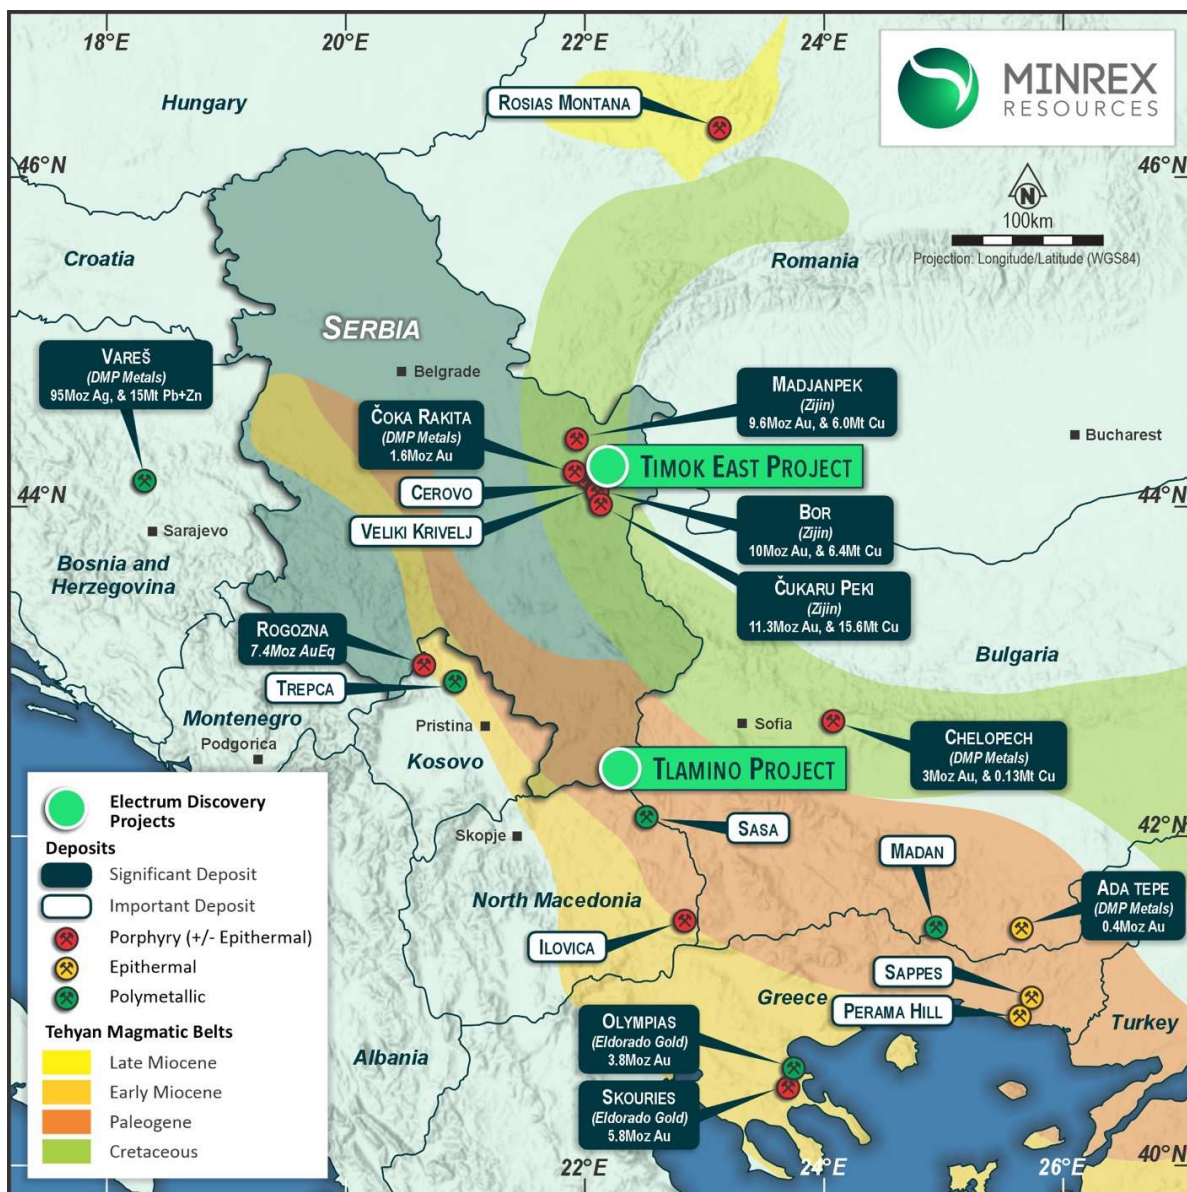 18°E
20°E
22°E
24°E
MINREX
RESOURCES
Hungary
ROSIAS MONTANA
46°N
46°N
N
100km
Projection: Longitude/Latitude (WGS84)
Croatia
Romania
SERBIA
VAREŠ
(DMP Metals)
95Moz Ag, & 15Mt Pb+Zn
Belgrade
MADJANPEK
(Zijin)
9.6Moz Au, & 6.0Mt Cu
ČOKA RAKITA
(DMP Metals)
1.6Moz Au
Bucharest
TIMOK EAST PROJECT
CEROVO
44°N
44°N
VELIKI KRIVELJ
BOR
(Zijin)
10Moz Au, & 6.4Mt Cu
Sarajevo
Bosnia and
Herzegovina
ČUKARU PEKI
(Zijin)
11.3Moz Au, & 15.6Mt Cu
ROGOZNA
7.4Moz AuEq
Bulgaria
TREPCA
Montenegro
Podgorica
Pristina
Kosovo
Sofia
CHELOPECH
(DMP Metals)
3Moz Au, & 0.13Mt Cu
TLAMINO PROJECT
Electrum Discovery
Projects
Deposits
Significant Deposit
Important Deposit
Porphyry (+/- Epithermal)
Epithermal
Polymetallic
Tehyan Magmatic Belts
Late Miocene
Early Miocene
Paleogene
Cretaceous
Skopje
SASA
42°N
MADAN
ADA TEPE
(DMP Metals)
0.4Moz Au
North Macedonia
ILOVICA
SAPPES
Greece
PERAMA HILL
Turkey
OLYMPIAS
(Eldorado Gold)
3.8Moz Au
Albania
SKOURIES
(Eldorado Gold)
5.8Moz Au
22°E
24°E
26°E
40°N